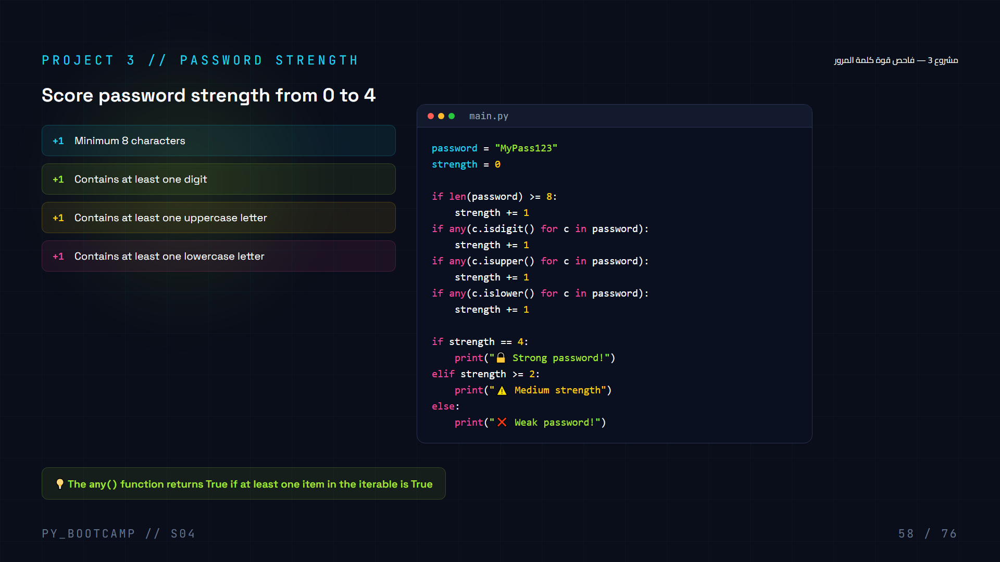 PROJECT 3 // PASSWORD STRENGTH
مشروع 3 — فاحص قوة كلمة المرور
Score password strength from 0 to 4
+1 Minimum 8 characters
+1 Contains at least one digit
+1 Contains at least one uppercase letter
+1 Contains at least one lowercase letter
main.py
password = "MyPass123"
strength = 0
if len(password) >= 8:
    strength += 1
if any(c.isdigit() for c in password):
    strength += 1
if any(c.isupper() for c in password):
    strength += 1
if any(c.islower() for c in password):
    strength += 1
if strength == 4:
    print("🔒 Strong password!")
elif strength >= 2:
    print("⚠️ Medium strength")
else:
    print("❌ Weak password!")
💡 The any() function returns True if at least one item in the iterable is True
PY_BOOTCAMP // S04
58 / 76